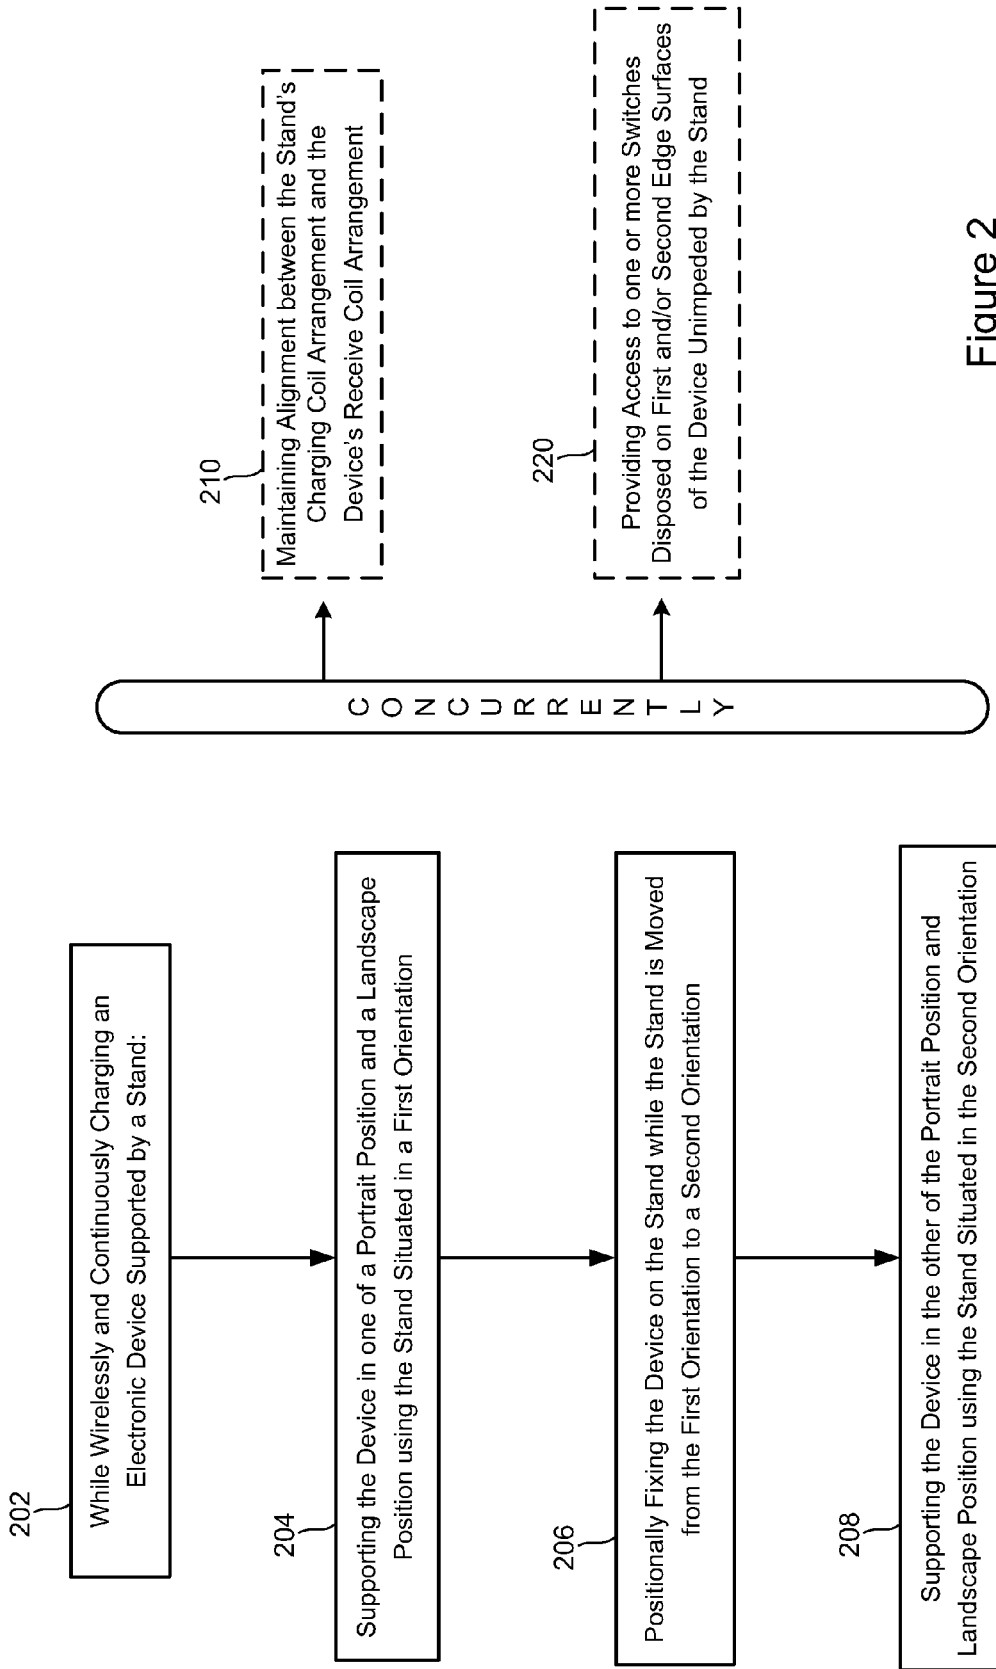 202
While Wirelessly and Continuously Charging an
Electronic Device Supported by a Stand:
204
Supporting the Device in one of a Portrait Position and a Landscape
Position using the Stand Situated in a First Orientation
206
Positionally Fixing the Device on the Stand while the Stand is Moved
from the First Orientation to a Second Orientation
208
Supporting the Device in the other of the Portrait Position and
Landscape Position using the Stand Situated in the Second Orientation
CONCURRENTLY
210
Maintaining Alignment between the Stand's
Charging Coil Arrangement and the
Device's Receive Coil Arrangement
220
Providing Access to one or more Switches
Disposed on First and/or Second Edge Surfaces
of the Device Unimpeded by the Stand
Figure 2